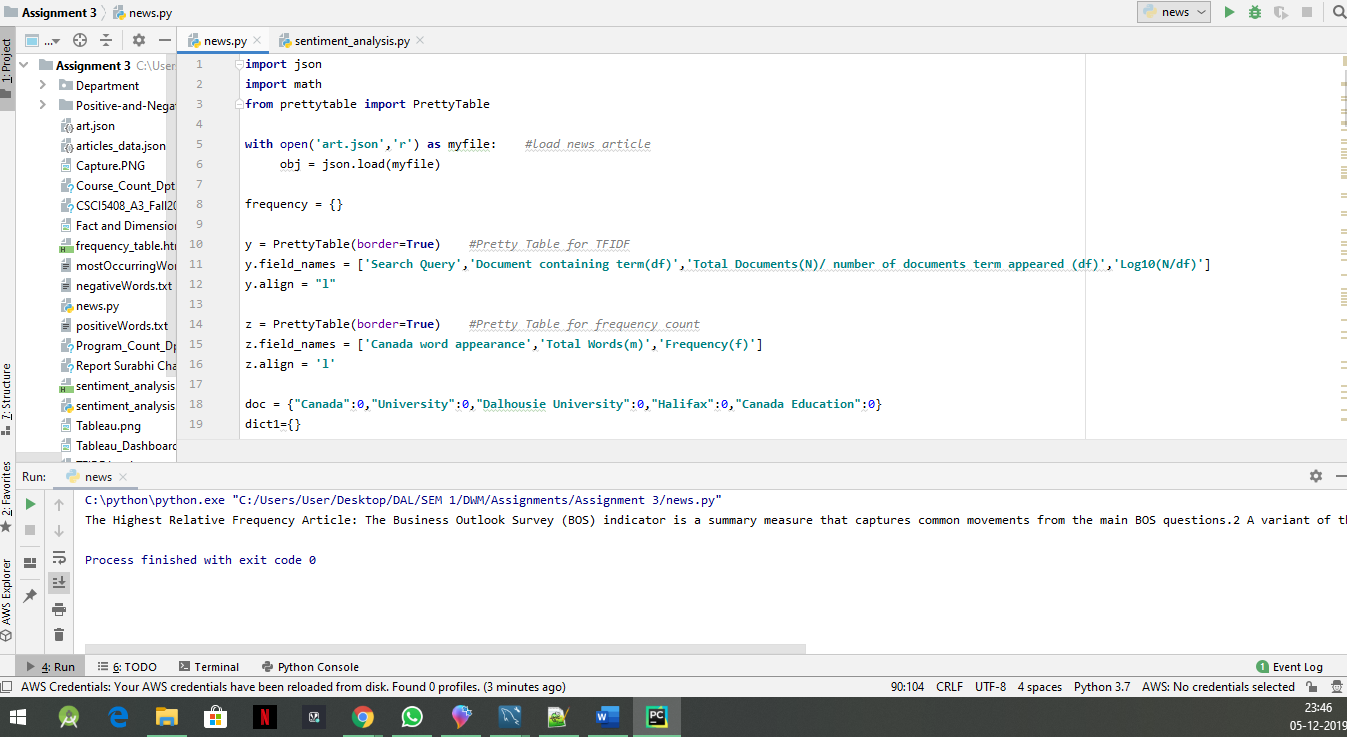 Assignment 3 news.py
news
1: Project
...
news.py
sentiment_analysis.py
Assignment 3 C:\User
Department
Positive-and-Nega
art.json
articles_data.json
Capture.PNG
Course_Count_Dpt
CSCI5408_A3_Fall20
Fact and Dimension
frequency_table.htm
mostOccurringWor
negativeWords.txt
news.py
positiveWords.txt
Program_Count_Dp
Report Surabhi Cha
sentiment_analysis
sentiment_analysis
Tableau.png
Tableau_Dashboard
7: Structure
2: Favorites
AWS Explorer
1 import json
2 import math
3 from prettytable import PrettyTable
4
5 with open('art.json','r') as myfile: #load news article
6 obj = json.load(myfile)
7
8 frequency = {}
9
10 y = PrettyTable(border=True) #Pretty Table for TFIDF
11 y.field_names = ['Search Query','Document containing term(df)','Total Documents(N)/ number of documents term appeared (df)','Log10(N/df)']
12 y.align = "l"
13
14 z = PrettyTable(border=True) #Pretty Table for frequency count
15 z.field_names = ['Canada word appearance','Total Words(m)','Frequency(f)']
16 z.align = 'l'
17
18 doc = {"Canada":0,"University":0,"Dalhousie University":0,"Halifax":0,"Canada Education":0}
19 dict1={}
Run: news
C:\python\python.exe "C:/Users/User/Desktop/DAL/SEM 1/DWM/Assignments/Assignment 3/news.py"
The Highest Relative Frequency Article: The Business Outlook Survey (BOS) indicator is a summary measure that captures common movements from the main BOS questions.2 A variant of th
Process finished with exit code 0
4: Run 6: TODO Terminal Python Console 1 Event Log
AWS Credentials: Your AWS credentials have been reloaded from disk. Found 0 profiles. (3 minutes ago) 90:104 CRLF UTF-8 4 spaces Python 3.7 AWS: No credentials selected
N W PC
23:46
05-12-2019